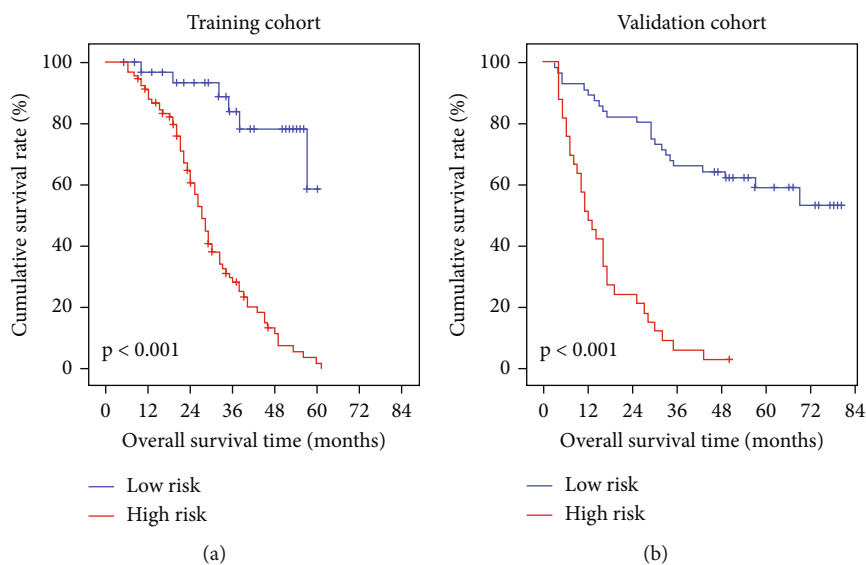 Training cohort
100
80
60
40
20
0
Cumulative survival rate (%)
p < 0.001
0 12 24 36 48 60 72 84
Overall survival time (months)
Low risk
High risk
(a)
Validation cohort
100
80
60
40
20
0
Cumulative survival rate (%)
p < 0.001
0 12 24 36 48 60 72 84
Overall survival time (months)
Low risk
High risk
(b)